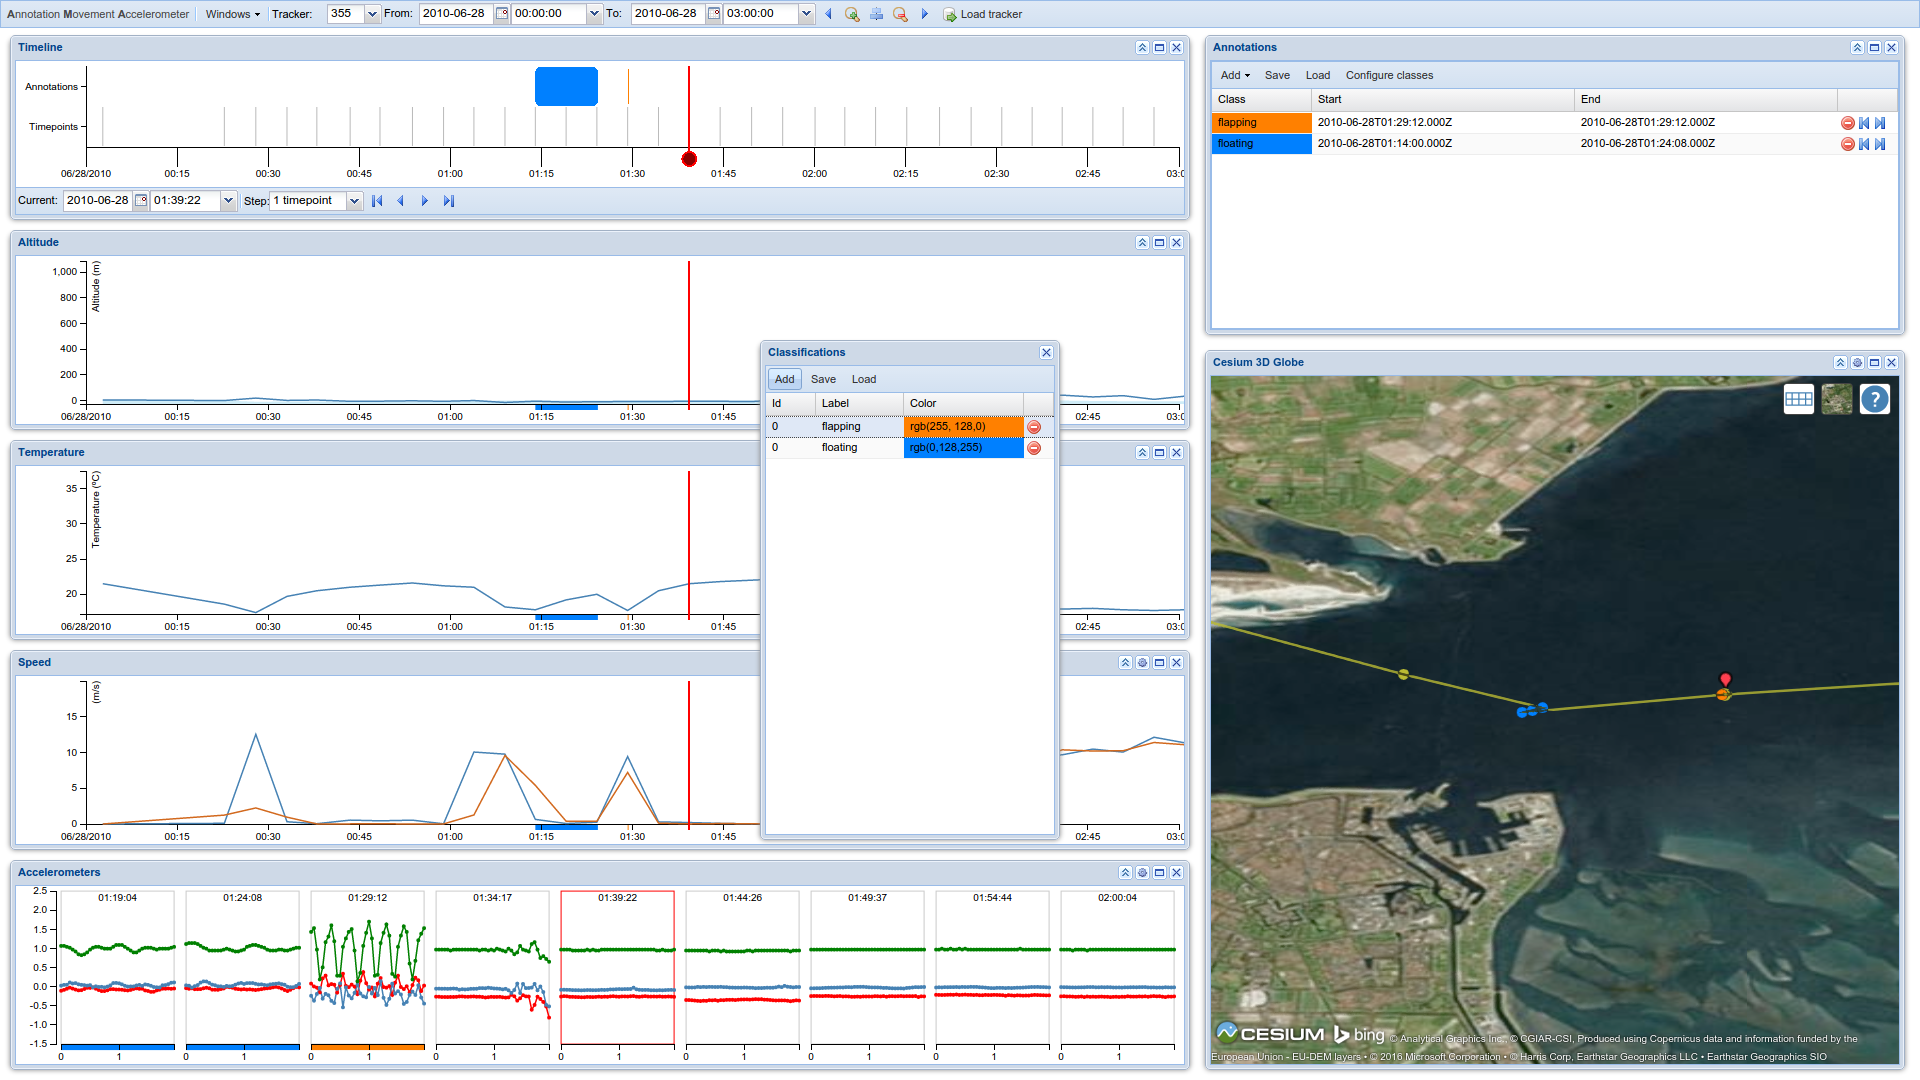 Annotation Movement Accelerometer Windows Tracker: 355 From: 2010-06-28 00:00:00 To: 2010-06-28 03:00:00 Load tracker
Timeline
Annotations
Timepoints
06/28/2010 00:15 00:30 00:45 01:00 01:15 01:30 01:45 02:00 02:15 02:30 02:45 03:0
Current: 2010-06-28 01:39:22 Step: 1 timepoint
Altitude
Altitude (m)
1,000
800
600
400
200
0
06/28/2010 00:15 00:30 00:45 01:00 01:15 01:30 01:45 02:45 03:0
Temperature
Temperature (°C)
35
30
25
20
06/28/2010 00:15 00:30 00:45 01:00 01:15 01:30 01:45 02:45 03:0
Speed
(m/s)
15
10
5
0
06/28/2010 00:15 00:30 00:45 01:00 01:15 01:30 01:45 02:45 03:0
Classifications
Add Save Load
Id Label Color
0 flapping rgb(255, 128,0)
0 floating rgb(0,128,255)
Accelerometers
01:19:04 01:24:08 01:29:12 01:34:17 01:39:22 01:44:26 01:49:37 01:54:44 02:00:04
2.5
2.0
1.5
1.0
0.5
0.0
-0.5
-1.0
-1.5
0 1 0 1 0 1 0 1 0 1 0 1 0 1 0 1 0 1
Annotations
Add Save Load Configure classes
Class Start End
flapping 2010-06-28T01:29:12.000Z 2010-06-28T01:29:12.000Z
floating 2010-06-28T01:14:00.000Z 2010-06-28T01:24:08.000Z
Cesium 3D Globe
?
CESIUM bing © Analytical Graphics Inc., © CGIAR-CSI, Produced using Copernicus data and information funded by the
European Union - EU-DEM layers • © 2016 Microsoft Corporation • © Harris Corp, Earthstar Geographics LLC • Earthstar Geographics SIO